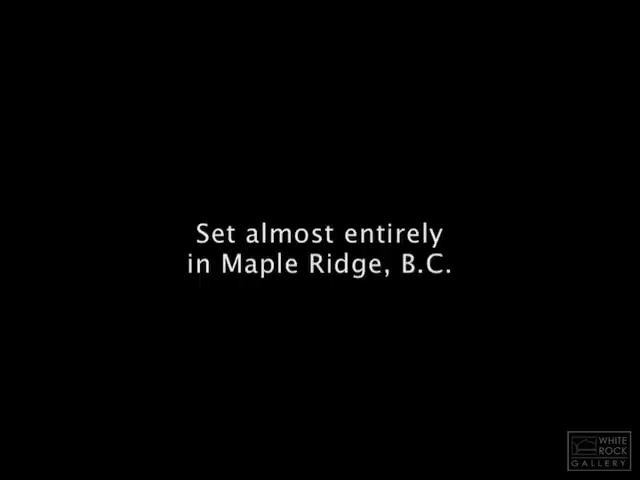 Set almost entirely
in Maple Ridge, B.C.
WHITE
ROCK
GALLERY